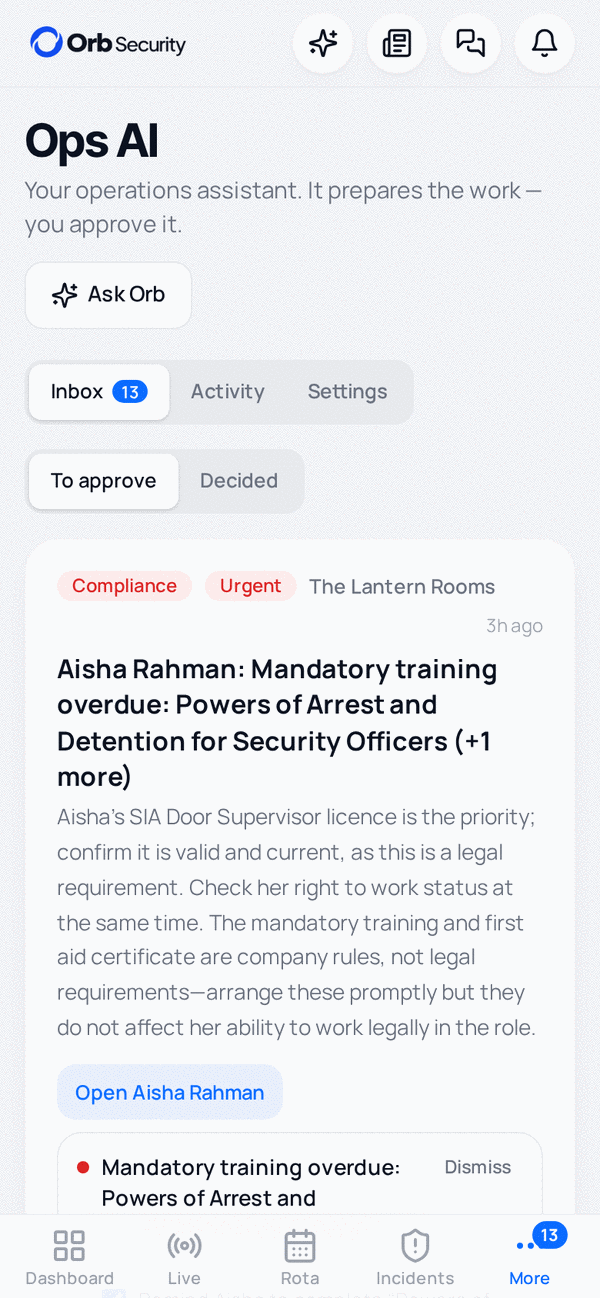 Orb Security
Ops AI
Your operations assistant. It prepares the work —
you approve it.
Ask Orb
Inbox 13 Activity Settings
To approve Decided
Compliance Urgent The Lantern Rooms
3h ago
Aisha Rahman: Mandatory training
overdue: Powers of Arrest and
Detention for Security Officers (+1
more)
Aisha's SIA Door Supervisor licence is the priority;
confirm it is valid and current, as this is a legal
requirement. Check her right to work status at
the same time. The mandatory training and first
aid certificate are company rules, not legal
requirements—arrange these promptly but they
do not affect her ability to work legally in the role.
Open Aisha Rahman
Mandatory training overdue: Dismiss
Powers of Arrest and
13
Dashboard Live Rota Incidents More